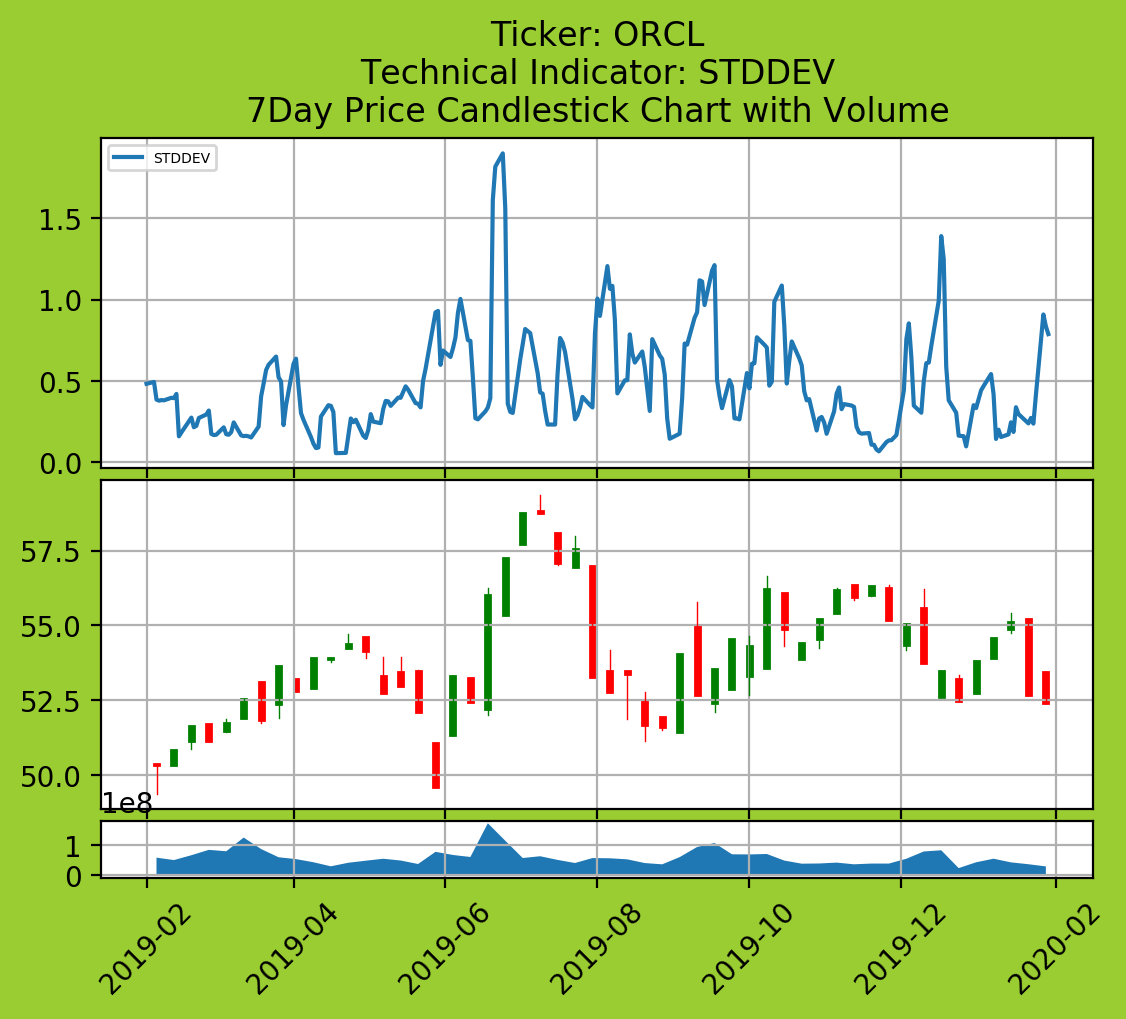 Ticker: ORCL
Technical Indicator: STDDEV
7Day Price Candlestick Chart with Volume
STDDEV
1.5
1.0
0.5
0.0
57.5
55.0
52.5
50.0
1e8
1
0
2019-02 2019-04 2019-06 2019-08 2019-10 2019-12 2020-02